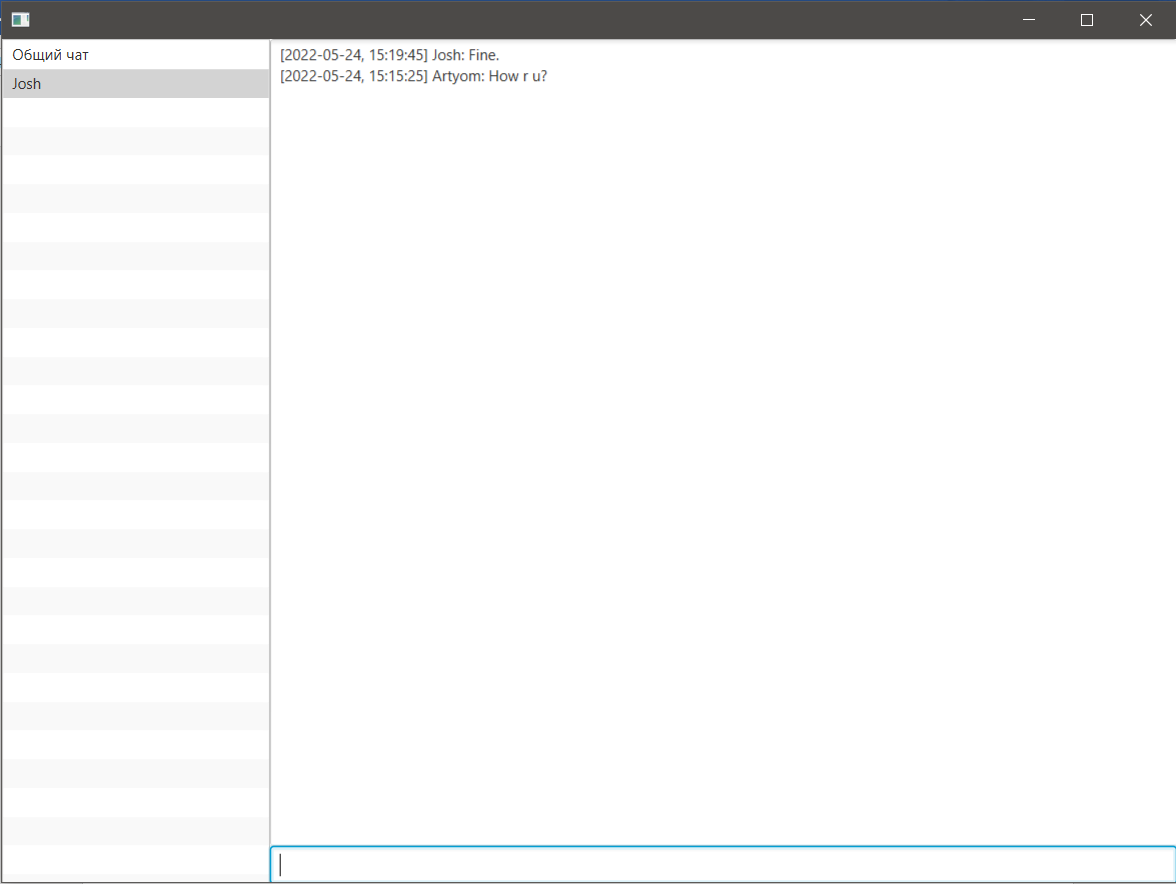 Общий чат
Josh
[2022-05-24, 15:19:45] Josh: Fine.
[2022-05-24, 15:15:25] Artyom: How r u?